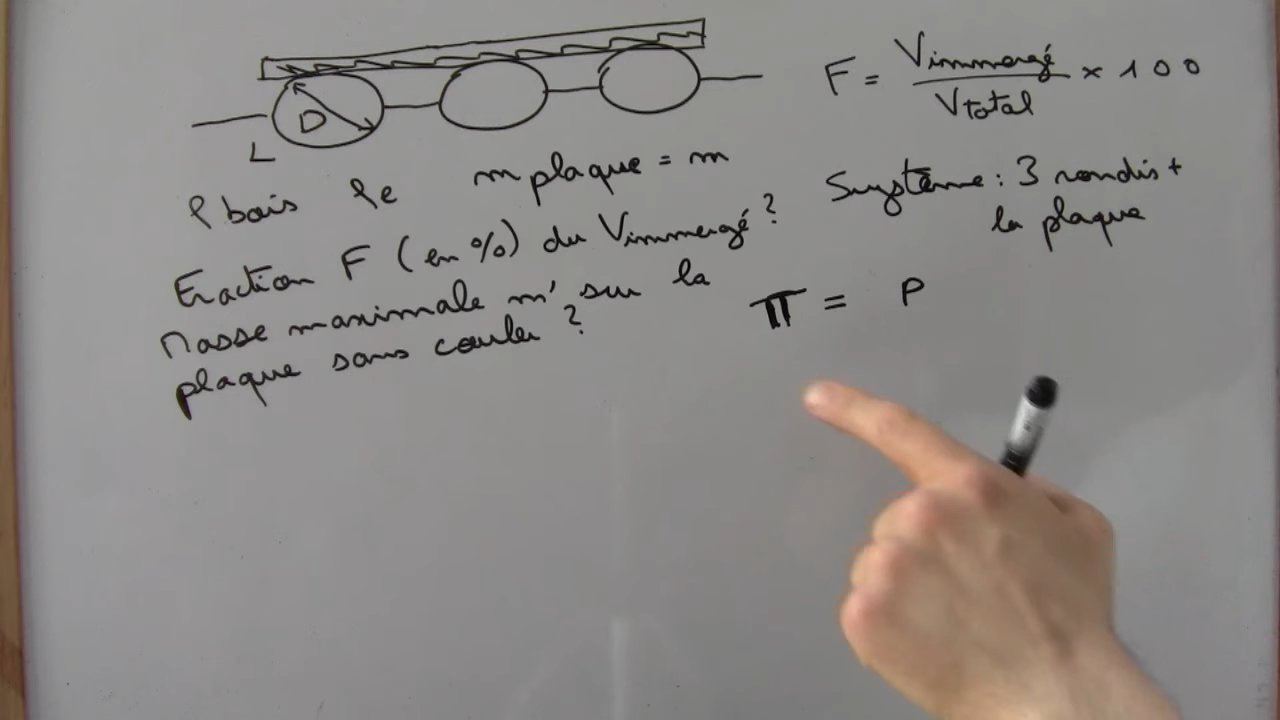 D
L
ρ bois ρe m plaque = m
Fraction F (en %) du Vimmergé ?
Masse maximale m' sur la
plaque sans couler ?
F = Vimmergé / Vtotal × 100
Système : 3 rondis +
la plaque
π = P